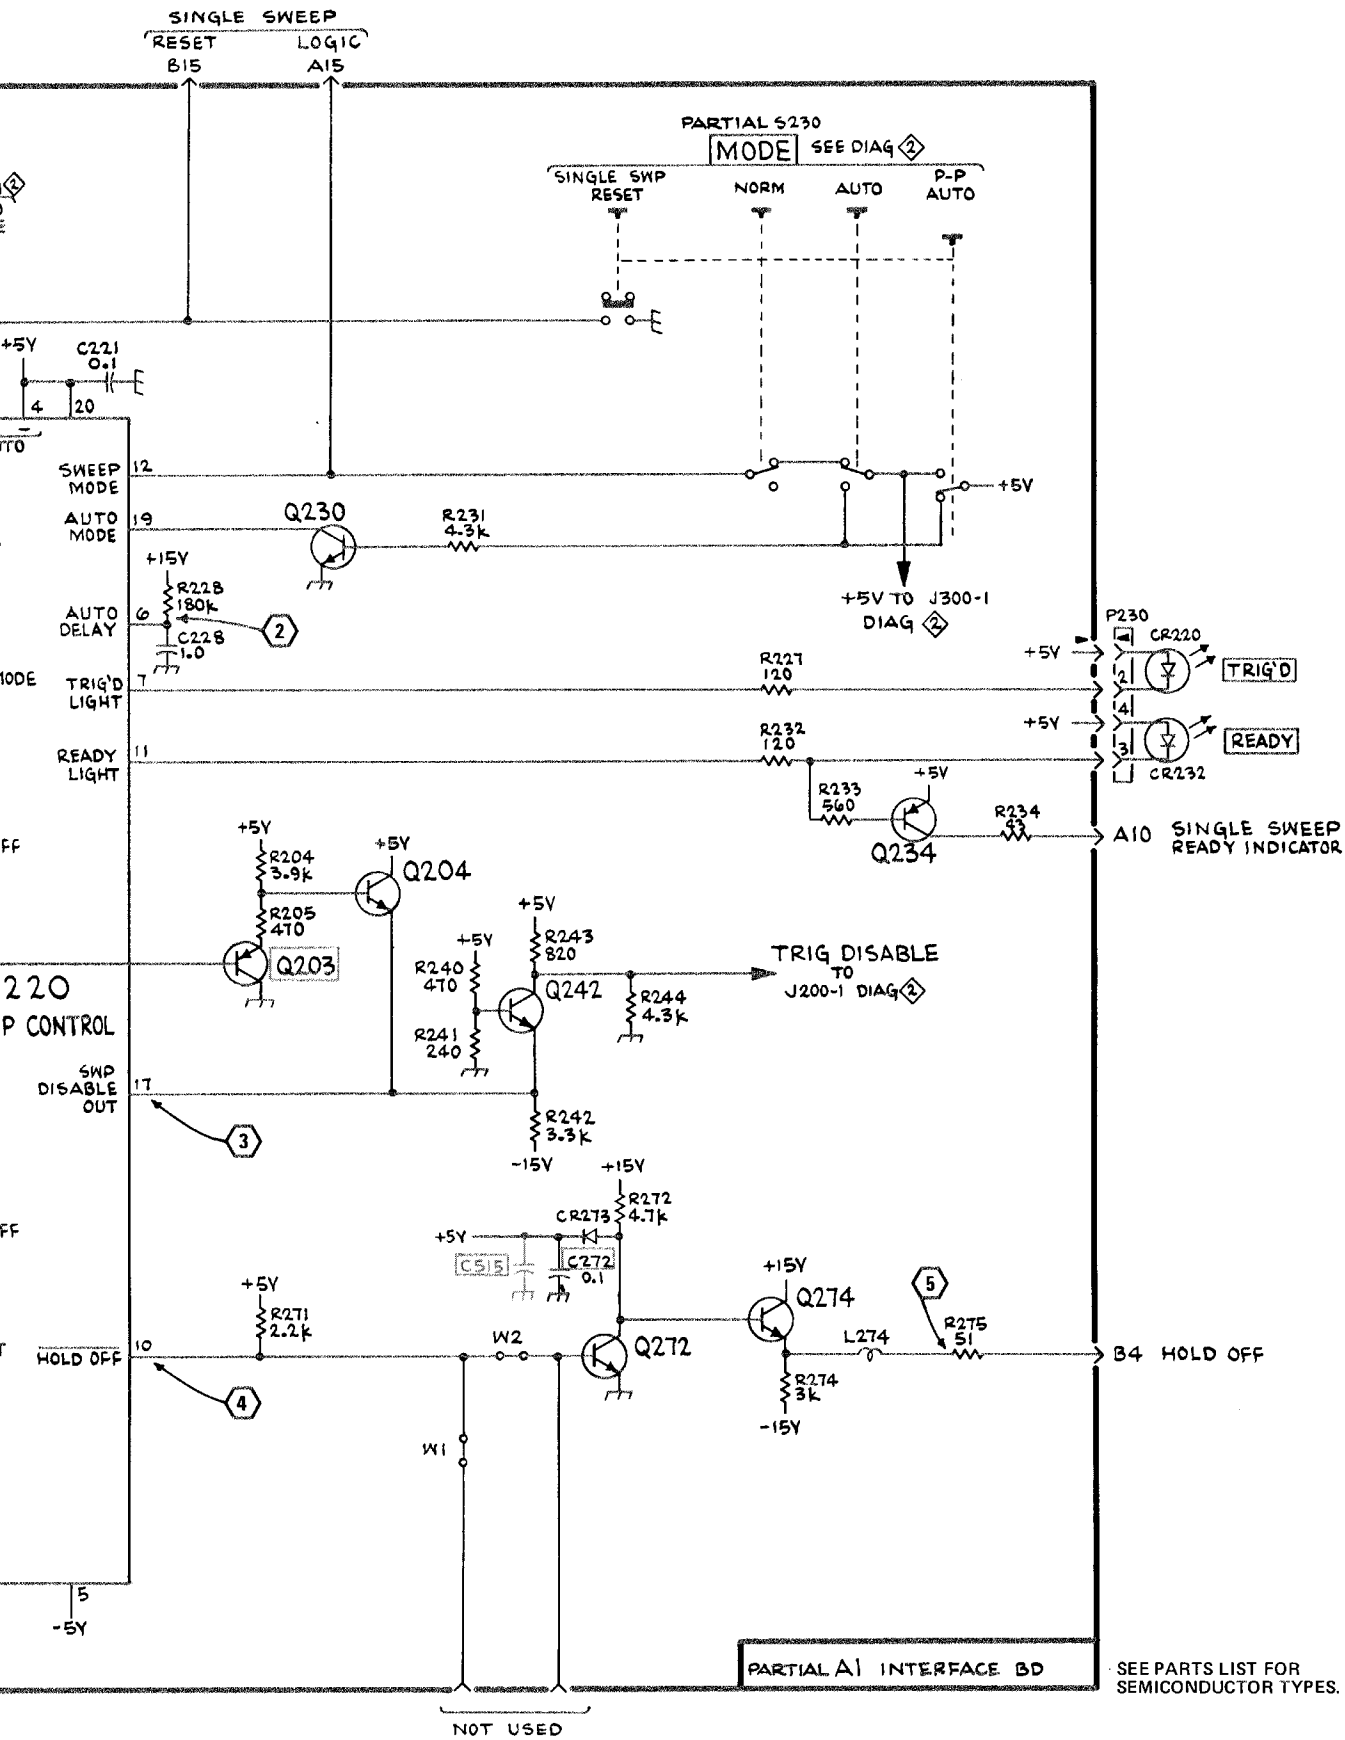 SINGLE SWEEP
RESET LOGIC
B15 A15
PARTIAL S230
MODE SEE DIAG 2
SINGLE SWP
RESET
NORM
AUTO
P-P
AUTO
2
+5V
C221
0.1
4
20
SWEEP
MODE
12
AUTO
MODE
19
Q230
R231
4.3k
+5V
+5V TO J300-1
DIAG 2
+15V
R228
180k
AUTO
DELAY
6
2
C228
1.0
TRIG'D
LIGHT
7
R227
120
+5V
P230
CR220
2
TRIG'D
READY
LIGHT
11
R232
120
+5V
4
3
CR232
READY
R233
560
+5V
Q234
R234
43
A10 SINGLE SWEEP
READY INDICATOR
+5V
R204
3.9k
R205
470
Q203
+5V
Q204
+5V
R240
470
R241
240
+5V
R243
820
Q242
R244
4.3k
TRIG DISABLE
TO
J200-1 DIAG 2
220
P CONTROL
SWP
DISABLE
OUT
17
3
R242
3.3k
-15V
+15V
R272
4.7k
CR273
+5V
C515
C272
0.1
+5V
R271
2.2k
HOLD OFF
10
4
W2
W1
Q272
+15V
Q274
R274
3k
-15V
L274
5
R275
51
B4 HOLD OFF
5
-5V
PARTIAL A1 INTERFACE BD
SEE PARTS LIST FOR
SEMICONDUCTOR TYPES.
NOT USED